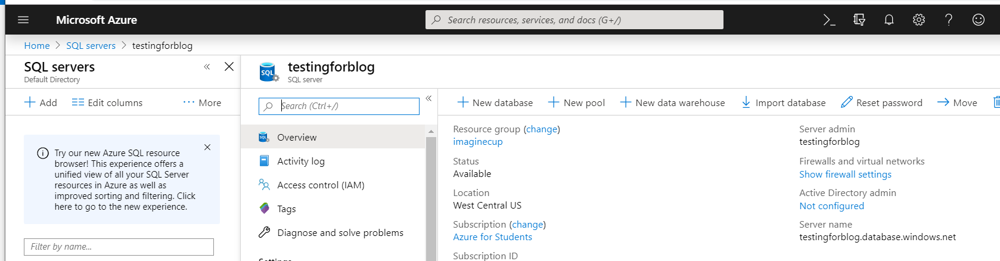 Microsoft Azure
Search resources, services, and docs (G+/)
Home > SQL servers > testingforblog
SQL servers
Default Directory
Add
Edit columns
··· More
Try our new Azure SQL resource
browser! This experience offers a
unified view of all your SQL Server
resources in Azure as well as
improved sorting and filtering. Click
here to go to the new experience.
Filter by name...
SQL
testingforblog
SQL server
Search (Ctrl+/)
Overview
Activity log
Access control (IAM)
Tags
Diagnose and solve problems
Settings
New database
New pool
New data warehouse
Import database
Reset password
Move
Resource group (change)
imaginecup
Status
Available
Location
West Central US
Subscription (change)
Azure for Students
Subscription ID
Server admin
testingforblog
Firewalls and virtual networks
Show firewall settings
Active Directory admin
Not configured
Server name
testingforblog.database.windows.net